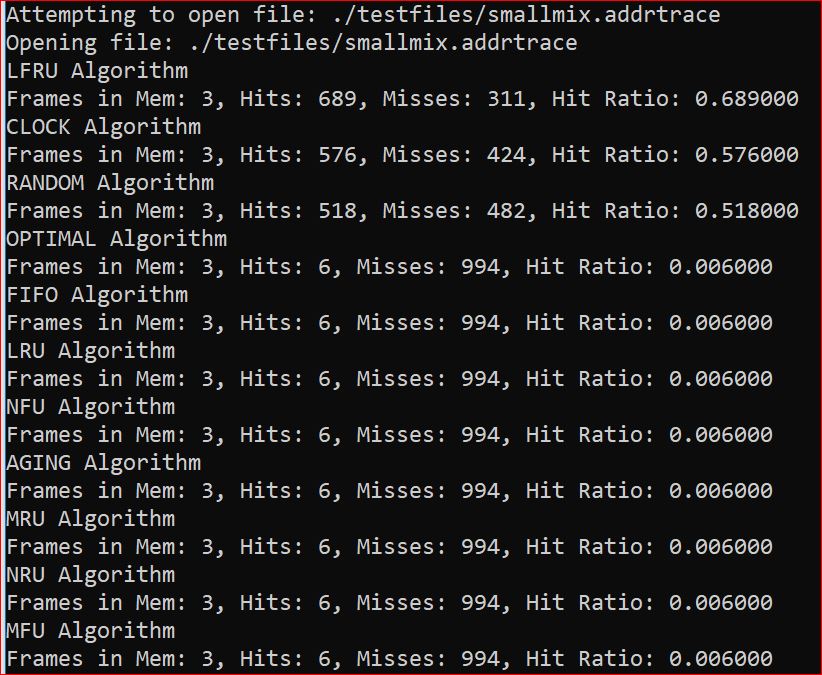 Attempting to open file: ./testfiles/smallmix.addrtrace
Opening file: ./testfiles/smallmix.addrtrace
LFRU Algorithm
Frames in Mem: 3, Hits: 689, Misses: 311, Hit Ratio: 0.689000
CLOCK Algorithm
Frames in Mem: 3, Hits: 576, Misses: 424, Hit Ratio: 0.576000
RANDOM Algorithm
Frames in Mem: 3, Hits: 518, Misses: 482, Hit Ratio: 0.518000
OPTIMAL Algorithm
Frames in Mem: 3, Hits: 6, Misses: 994, Hit Ratio: 0.006000
FIFO Algorithm
Frames in Mem: 3, Hits: 6, Misses: 994, Hit Ratio: 0.006000
LRU Algorithm
Frames in Mem: 3, Hits: 6, Misses: 994, Hit Ratio: 0.006000
NFU Algorithm
Frames in Mem: 3, Hits: 6, Misses: 994, Hit Ratio: 0.006000
AGING Algorithm
Frames in Mem: 3, Hits: 6, Misses: 994, Hit Ratio: 0.006000
MRU Algorithm
Frames in Mem: 3, Hits: 6, Misses: 994, Hit Ratio: 0.006000
NRU Algorithm
Frames in Mem: 3, Hits: 6, Misses: 994, Hit Ratio: 0.006000
MFU Algorithm
Frames in Mem: 3, Hits: 6, Misses: 994, Hit Ratio: 0.006000